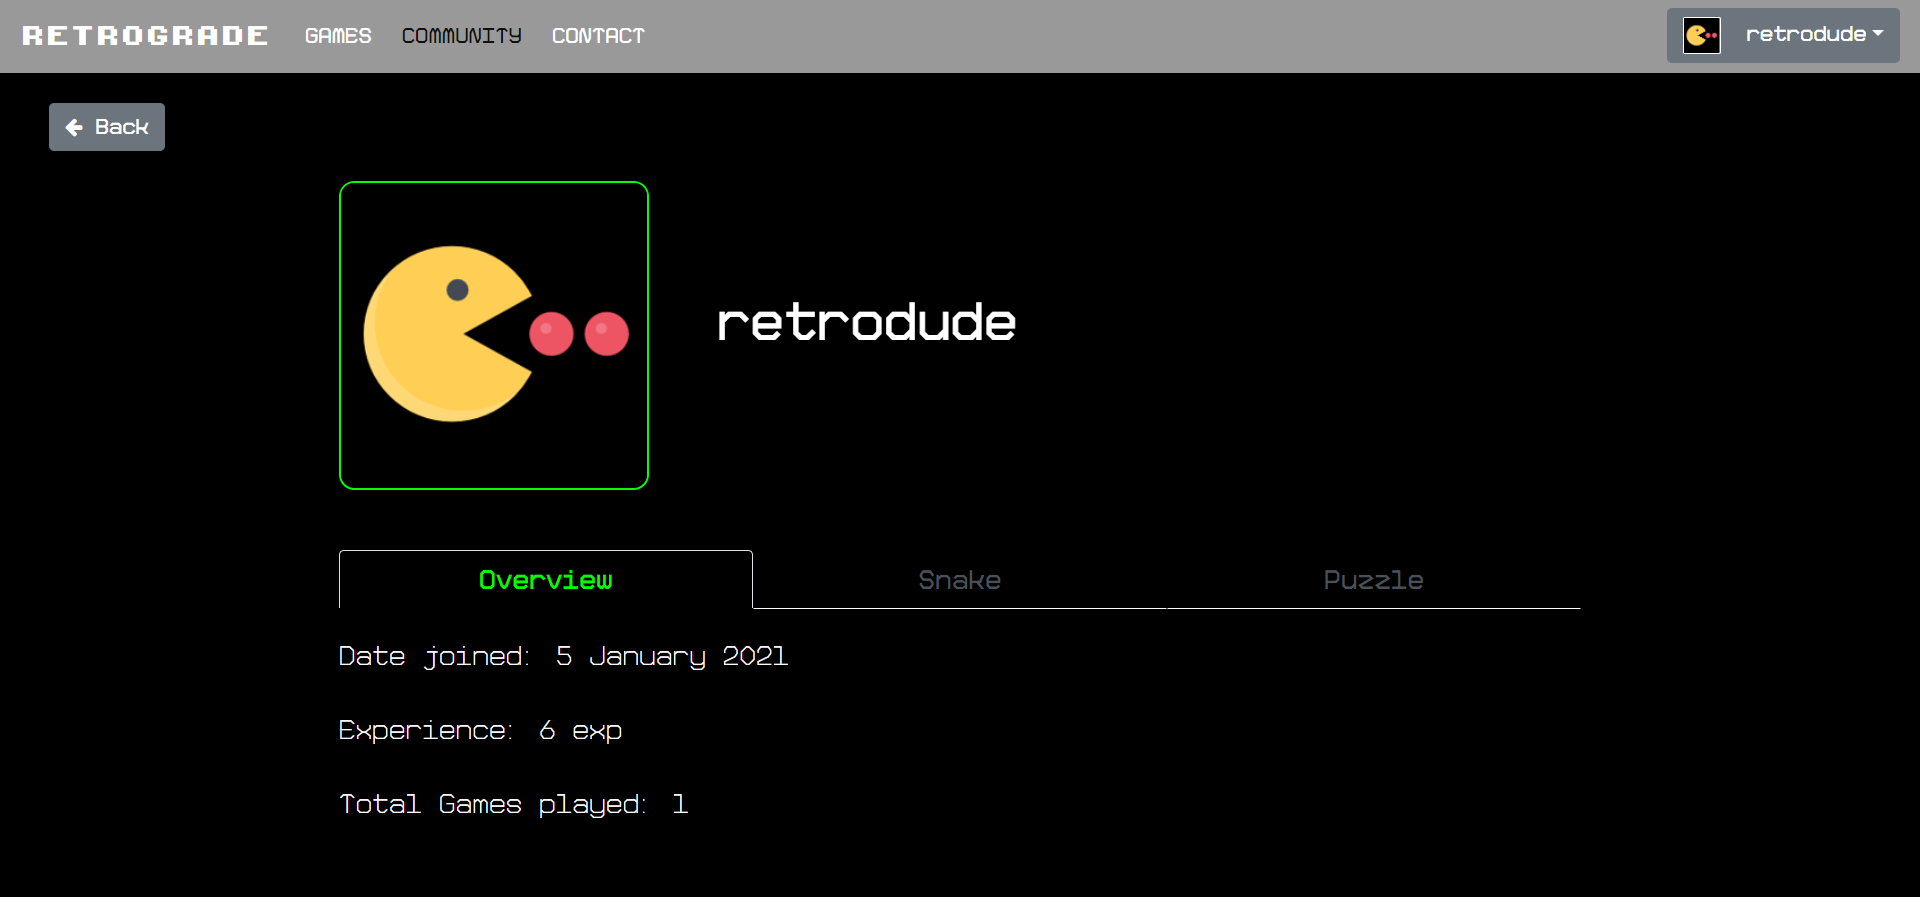 RETROGRADE GAMES COMMUNITY CONTACT retrodude
Back
retrodude
Overview Snake Puzzle
Date joined: 5 January 2021
Experience: 6 exp
Total Games played: 1